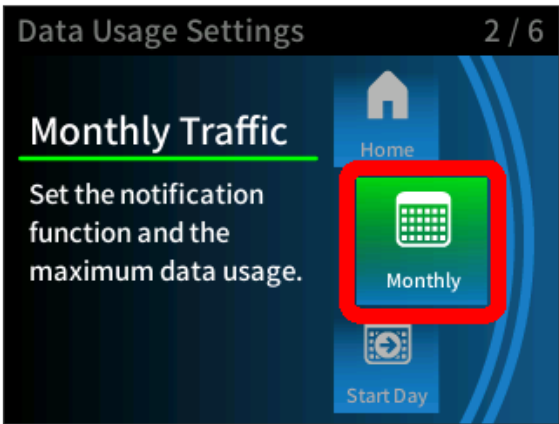 Data Usage Settings 2 / 6
Monthly Traffic
Set the notification
function and the
maximum data usage.
Home
Monthly
Start Day